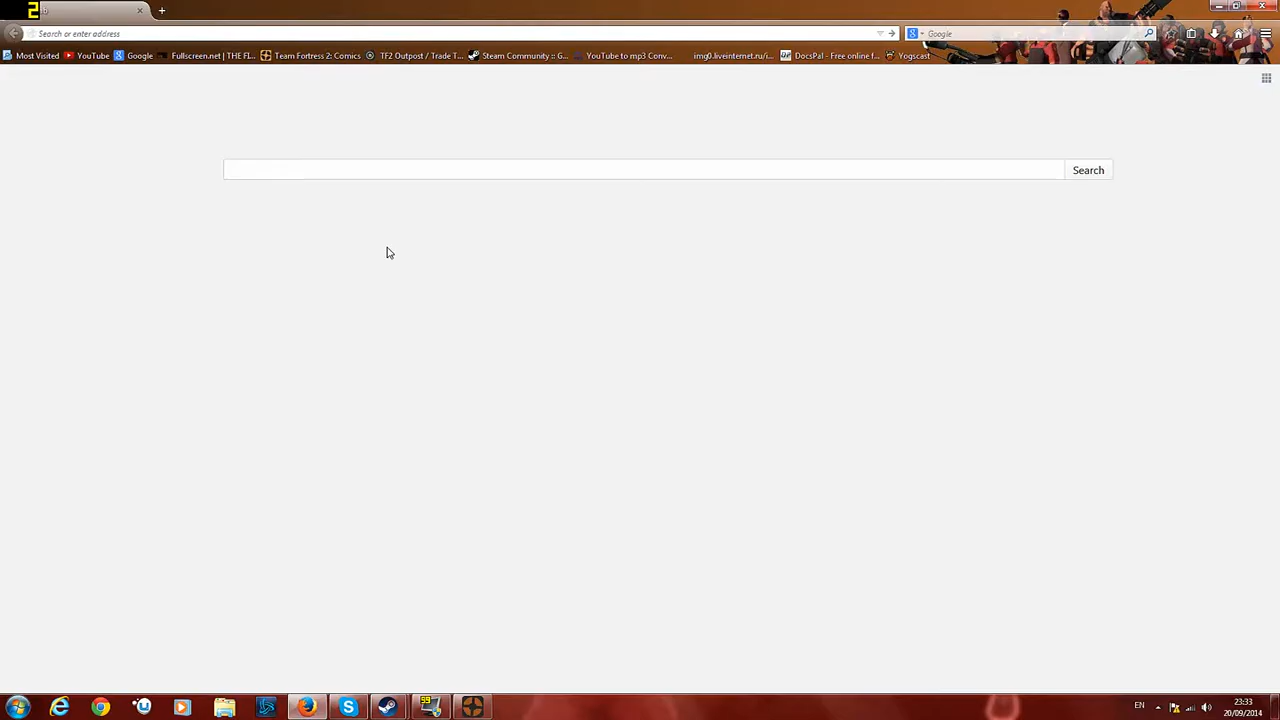 2
Search or enter address
Google
Most Visited YouTube Google Fullscreen.net | THE FI... Team Fortress 2: Comics TF2 Outpost / Trade T... Steam Community :: G... YouTube to mp3 Conv... img0.liveinternet.ru/i... DocsPal - Free online f... Yogscast
Search
99
EN
23:33
20/09/2014